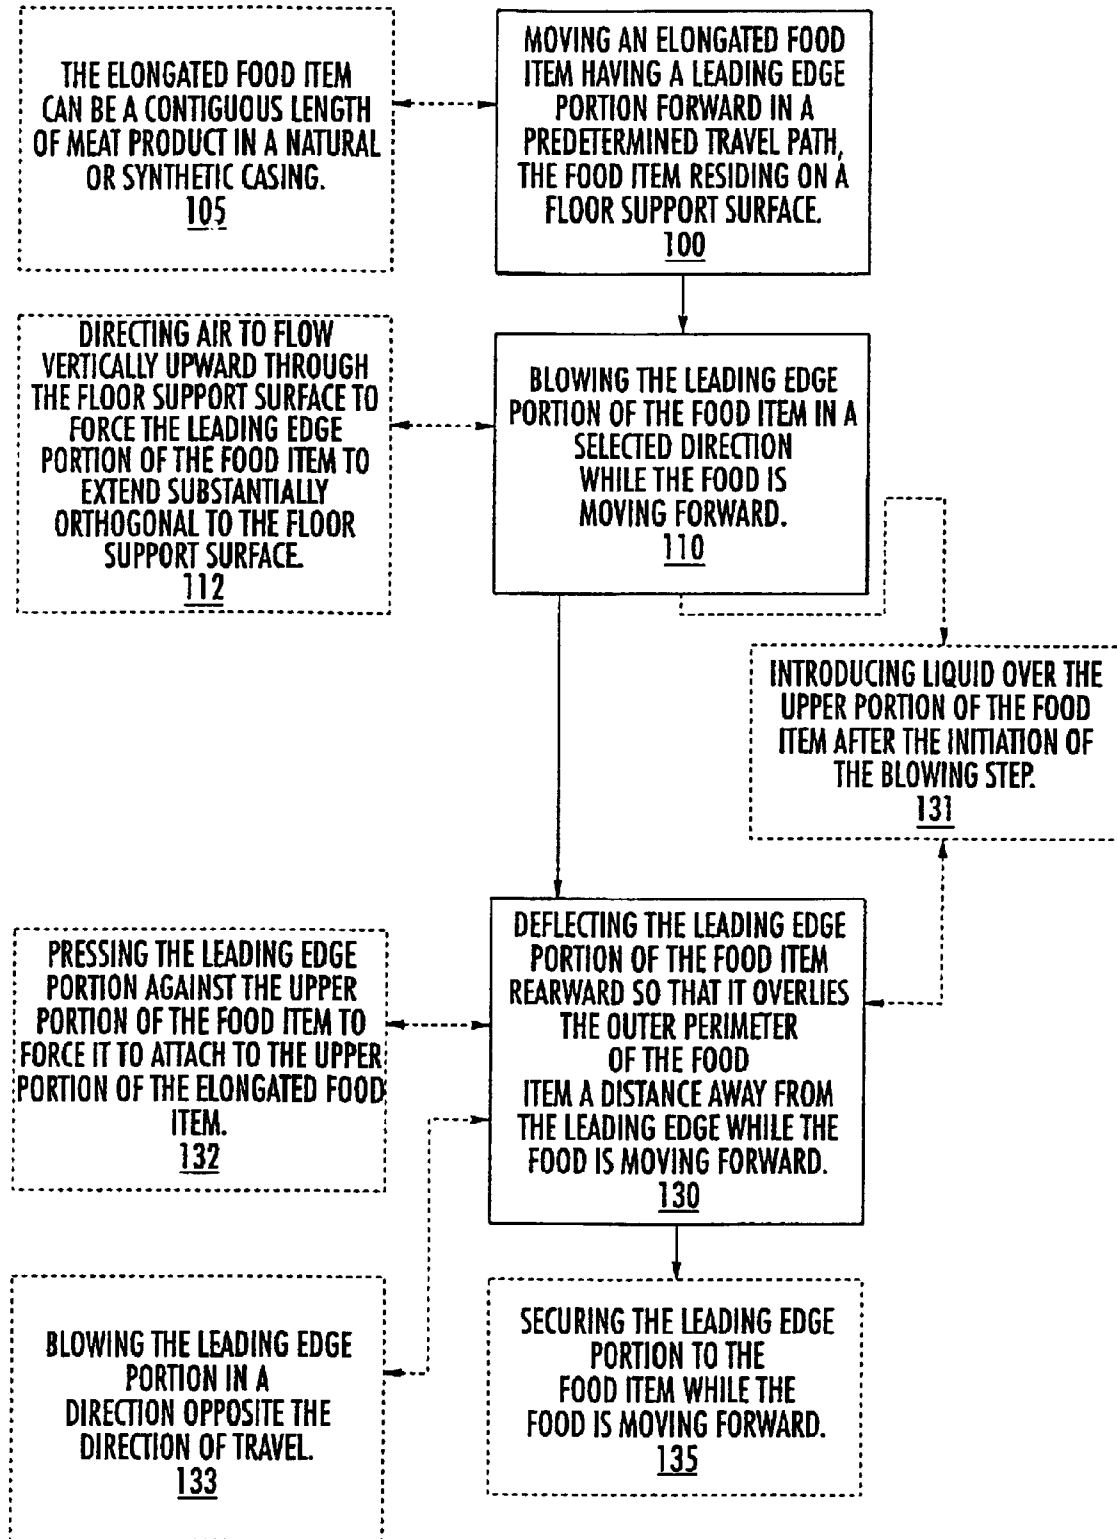 THE ELONGATED FOOD ITEM
CAN BE A CONTIGUOUS LENGTH
OF MEAT PRODUCT IN A NATURAL
OR SYNTHETIC CASING.
105
MOVING AN ELONGATED FOOD
ITEM HAVING A LEADING EDGE
PORTION FORWARD IN A
PREDETERMINED TRAVEL PATH,
THE FOOD ITEM RESIDING ON A
FLOOR SUPPORT SURFACE.
100
DIRECTING AIR TO FLOW
VERTICALLY UPWARD THROUGH
THE FLOOR SUPPORT SURFACE TO
FORCE THE LEADING EDGE
PORTION OF THE FOOD ITEM TO
EXTEND SUBSTANTIALLY
ORTHOGONAL TO THE FLOOR
SUPPORT SURFACE.
112
BLOWING THE LEADING EDGE
PORTION OF THE FOOD ITEM IN A
SELECTED DIRECTION
WHILE THE FOOD IS
MOVING FORWARD.
110
INTRODUCING LIQUID OVER THE
UPPER PORTION OF THE FOOD
ITEM AFTER THE INITIATION OF
THE BLOWING STEP.
131
PRESSING THE LEADING EDGE
PORTION AGAINST THE UPPER
PORTION OF THE FOOD ITEM TO
FORCE IT TO ATTACH TO THE UPPER
PORTION OF THE ELONGATED FOOD
ITEM.
132
DEFLECTING THE LEADING EDGE
PORTION OF THE FOOD ITEM
REARWARD SO THAT IT OVERLIES
THE OUTER PERIMETER
OF THE FOOD
ITEM A DISTANCE AWAY FROM
THE LEADING EDGE WHILE THE
FOOD IS MOVING FORWARD.
130
BLOWING THE LEADING EDGE
PORTION IN A
DIRECTION OPPOSITE THE
DIRECTION OF TRAVEL.
133
SECURING THE LEADING EDGE
PORTION TO THE
FOOD ITEM WHILE THE
FOOD IS MOVING FORWARD.
135